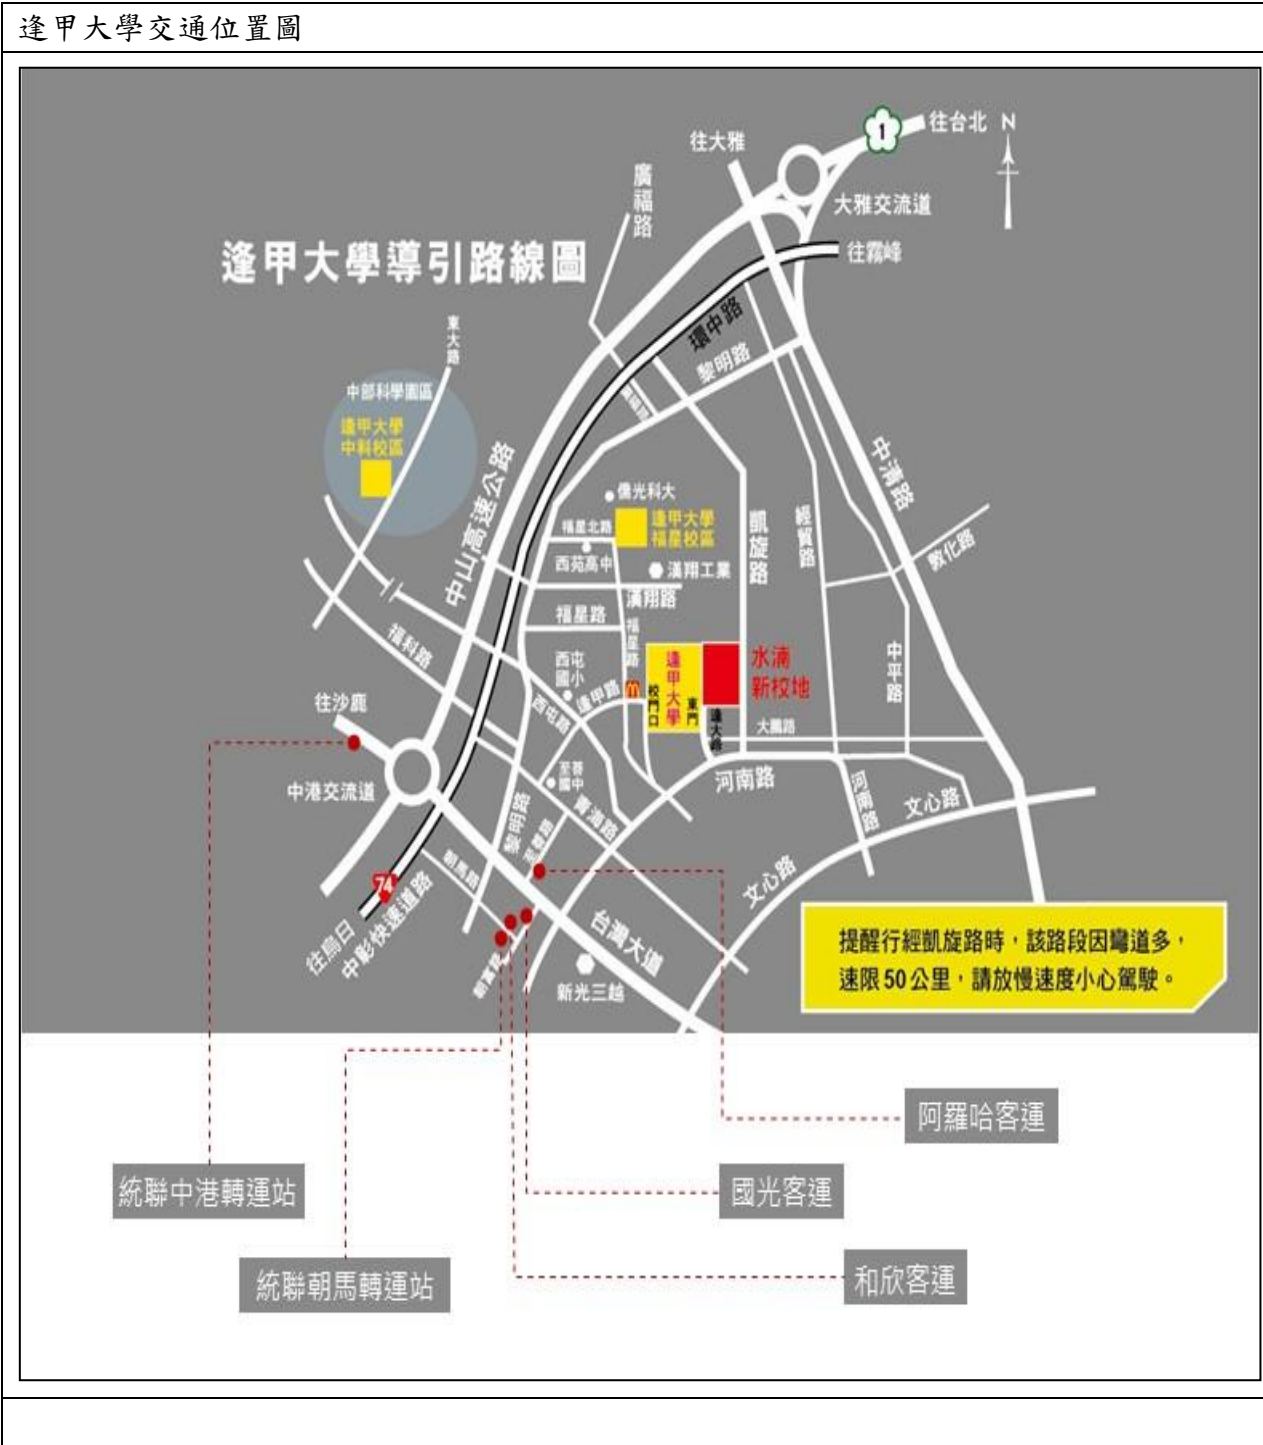 逢甲大學交通位置圖
1
往台北
N
往大雅
大雅交流道
廣福路
往霧峰
逢甲大學導引路線圖
環中路
黎明路
東大路
中部科學園區
逢甲大學
中科校區
中山高速公路
中清路
僑光科大
福星北路
逢甲大學
福星校區
西苑高中
漢翔工業
凱旋路
經貿路
敦化路
漢翔路
福星路
福星路
福科路
西屯
國小
逢甲路
西屯路
校門口
逢甲大學
東門
水湳
新校地
中平路
逢大路
大鵬路
往沙鹿
中港交流道
至善
國中
河南路
河南路
文心路
青海路
黎明路
至善路
朝馬路
文心路
74
往烏日
中彰快速道路
朝富路
台灣大道
新光三越
提醒行經凱旋路時，該路段因彎道多，
速限50公里，請放慢速度小心駕駛。
阿羅哈客運
統聯中港轉運站
國光客運
統聯朝馬轉運站
和欣客運